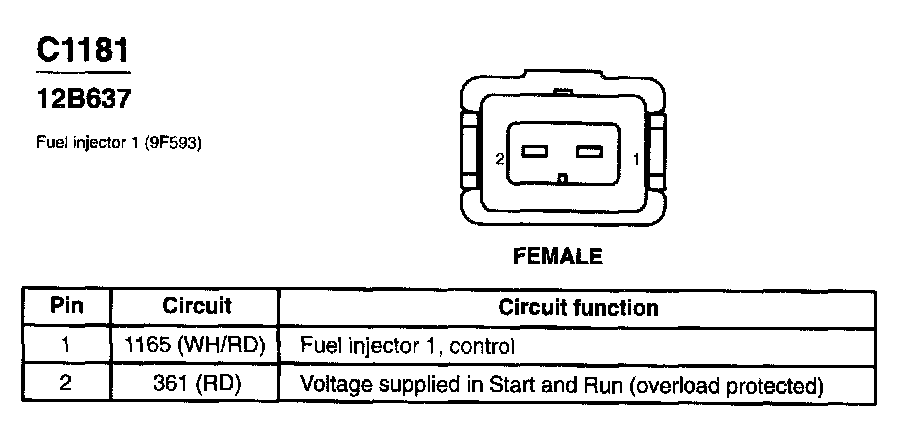 C1181
12B637
Fuel injector 1 (9F593)
2 1
FEMALE
Pin Circuit Circuit function
1 1165 (WH/RD) Fuel injector 1, control
2 361 (RD) Voltage supplied in Start and Run (overload protected)